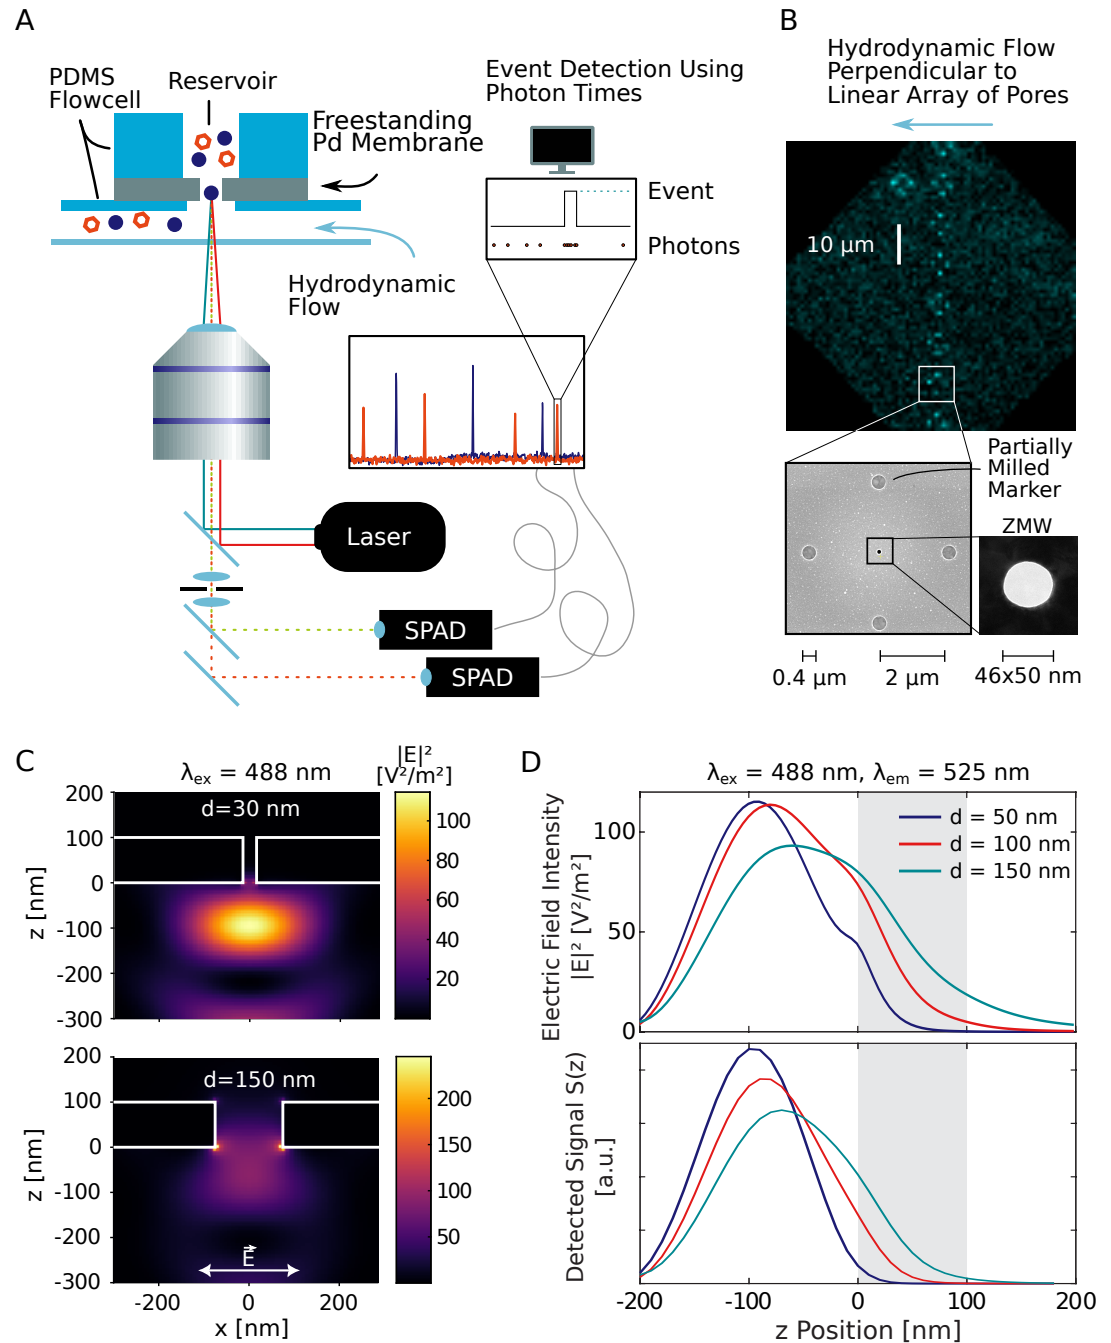 A
PDMS
Flowcell
Reservoir
Freestanding
Pd Membrane
Hydrodynamic
Flow
Event Detection Using
Photon Times
Event
Photons
Laser
SPAD
SPAD
B
Hydrodynamic Flow
Perpendicular to
Linear Array of Pores
10 µm
Partially
Milled
Marker
ZMW
0.4 µm
2 µm
46x50 nm
C
λex = 488 nm
|E|²
[V²/m²]
d=30 nm
200
100
0
-100
-200
-300
z [nm]
100
80
60
40
20
d=150 nm
200
100
0
-100
-200
-300
z [nm]
200
150
100
50
E
-200
0
200
x [nm]
D
λex = 488 nm, λem = 525 nm
Electric Field Intensity
|E|² [V²/m²]
100
50
0
d = 50 nm
d = 100 nm
d = 150 nm
Detected Signal S(z)
[a.u.]
-200
-100
0
100
200
z Position [nm]